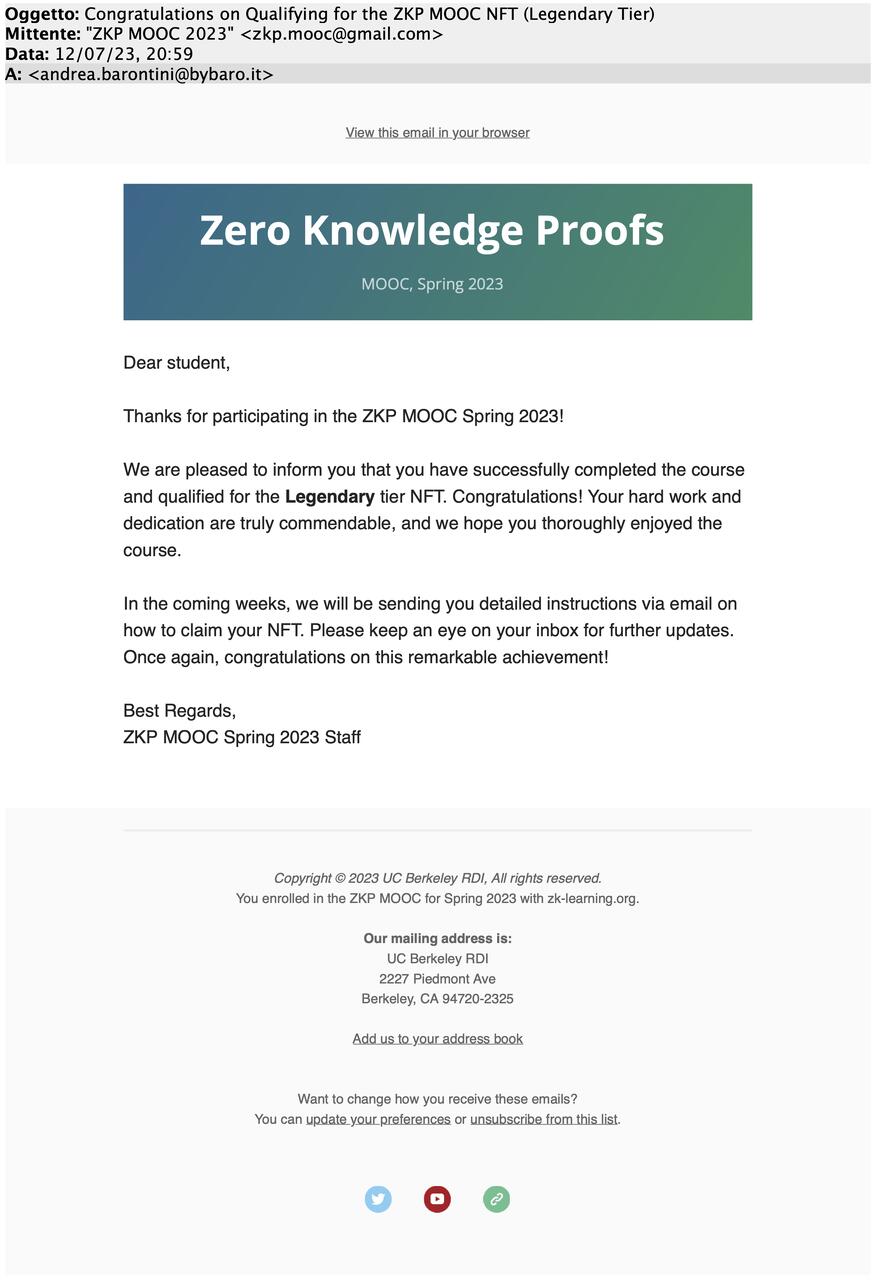 Oggetto: Congratulations on Qualifying for the ZKP MOOC NFT (Legendary Tier)
Mittente: "ZKP MOOC 2023" <zkp.mooc@gmail.com>
Data: 12/07/23, 20:59
A: <andrea.barontini@bybaro.it>
View this email in your browser
Zero Knowledge Proofs
MOOC, Spring 2023
Dear student,
Thanks for participating in the ZKP MOOC Spring 2023!
We are pleased to inform you that you have successfully completed the course
and qualified for the Legendary tier NFT. Congratulations! Your hard work and
dedication are truly commendable, and we hope you thoroughly enjoyed the
course.
In the coming weeks, we will be sending you detailed instructions via email on
how to claim your NFT. Please keep an eye on your inbox for further updates.
Once again, congratulations on this remarkable achievement!
Best Regards,
ZKP MOOC Spring 2023 Staff
Copyright © 2023 UC Berkeley RDI, All rights reserved.
You enrolled in the ZKP MOOC for Spring 2023 with zk-learning.org.
Our mailing address is:
UC Berkeley RDI
2227 Piedmont Ave
Berkeley, CA 94720-2325
Add us to your address book
Want to change how you receive these emails?
You can update your preferences or unsubscribe from this list.